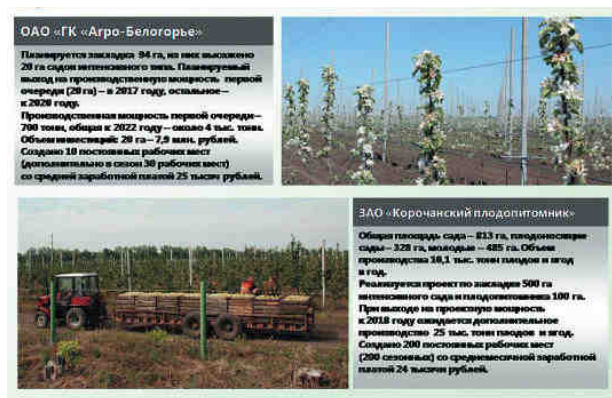 ОАО «ГК «Агро-Белогорье»
Планируется закладка 94 га, из них высажено
20 га садов интенсивного типа. Планируемый
выход на производственную мощность первой
очереди (20 га) – в 2017 году, остальное –
к 2020 году.
Производственная мощность первой очереди –
700 тонн, общая к 2022 году – около 4 тыс. тонн.
Объем инвестиций: 20 га – 7,9 млн. рублей.
Создано 10 постоянных рабочих мест
(дополнительно в сезон 30 рабочих мест)
со средней заработной платой 25 тысяч рублей.
ЗАО «Корочанский плодопитомник»
Общая площадь сада – 813 га, плодоносящие
сады – 328 га, молодые – 485 га. Объем
производства 10,1 тыс. тонн плодов и ягод
в год.
Реализуется проект по закладке 500 га
интенсивного сада и плодопитомника 100 га.
При выходе на проектную мощность
к 2018 году ожидается дополнительное
производство 25 тыс. тонн плодов и ягод.
Создано 200 постоянных рабочих мест
(200 сезонных) со среднемесячной заработной
платой 24 тысячи рублей.